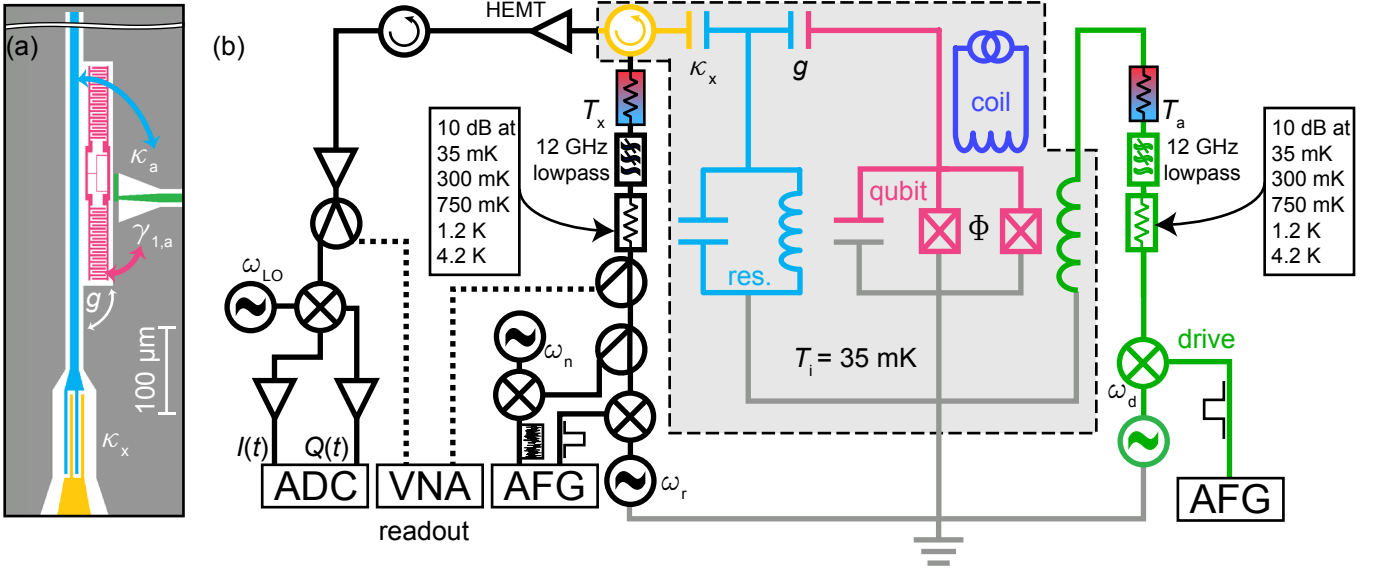 (a)
κa
γ1,a
g
100 µm
κx
(b)
HEMT
κx
g
coil
Tx
Ta
10 dB at
35 mK
300 mK
750 mK
1.2 K
4.2 K
12 GHz
lowpass
12 GHz
lowpass
10 dB at
35 mK
300 mK
750 mK
1.2 K
4.2 K
qubit
Φ
res.
ωLO
ωn
Ti = 35 mK
drive
ωd
I(t)
Q(t)
ADC
VNA
AFG
ωr
AFG
readout